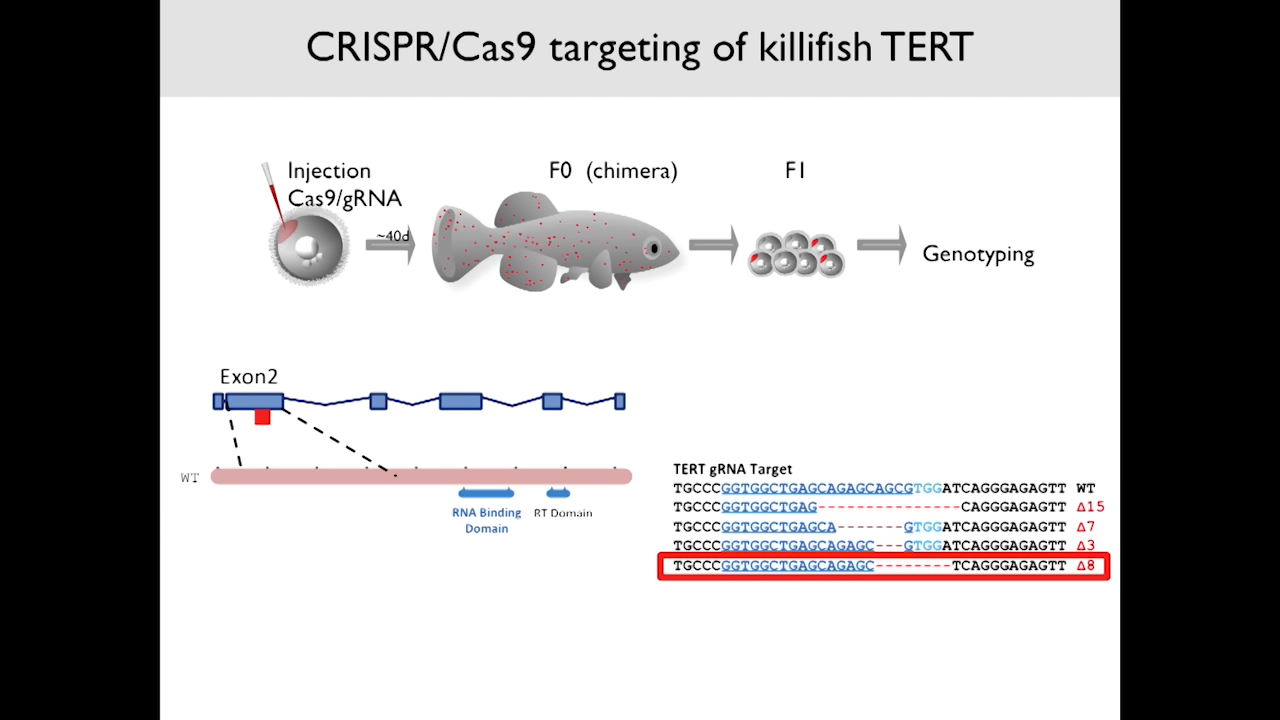 CRISPR/Cas9 targeting of killifish TERT
Injection
Cas9/gRNA
~40d
F0 (chimera)
F1
Genotyping
Exon2
WT
RNA Binding
Domain
RT Domain
TERT gRNA Target
TGCCCGGTGGCTGAGCAGAGCAGCGTGGATCAGGGAGAGTT WT
TGCCCGGTGGCTGAG---------------CAGGGAGAGTT Δ15
TGCCCGGTGGCTGAGCA-------GTGGATCAGGGAGAGTT Δ7
TGCCCGGTGGCTGAGCAGAGC---GTGGATCAGGGAGAGTT Δ3
TGCCCGGTGGCTGAGCAGAGC--------TCAGGGAGAGTT Δ8